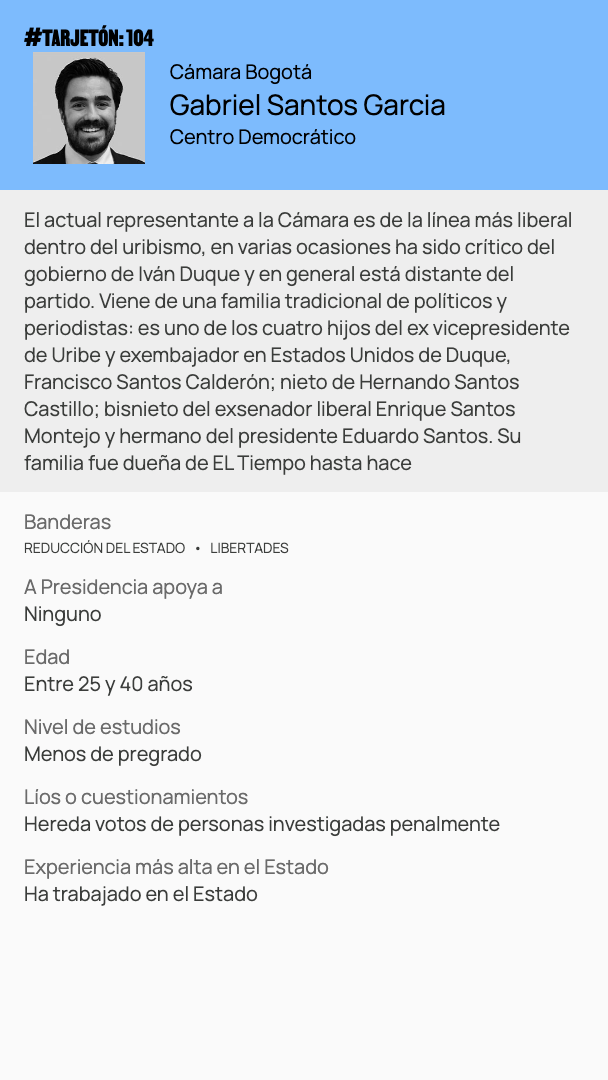 #TARJETÓN: 104
Cámara Bogotá
Gabriel Santos Garcia
Centro Democrático
El actual representante a la Cámara es de la línea más liberal
dentro del uribismo, en varias ocasiones ha sido crítico del
gobierno de Iván Duque y en general está distante del
partido. Viene de una familia tradicional de políticos y
periodistas: es uno de los cuatro hijos del ex vicepresidente
de Uribe y exembajador en Estados Unidos de Duque,
Francisco Santos Calderón; nieto de Hernando Santos
Castillo; bisnieto del exsenador liberal Enrique Santos
Montejo y hermano del presidente Eduardo Santos. Su
familia fue dueña de EL Tiempo hasta hace
Banderas
REDUCCIÓN DEL ESTADO • LIBERTADES
A Presidencia apoya a
Ninguno
Edad
Entre 25 y 40 años
Nivel de estudios
Menos de pregrado
Líos o cuestionamientos
Hereda votos de personas investigadas penalmente
Experiencia más alta en el Estado
Ha trabajado en el Estado